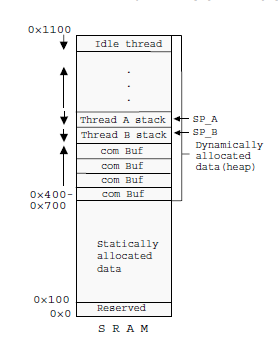 0x1100
Idle thread
Thread A stack
SP_A
Thread B stack
SP_B
com Buf
com Buf
com Buf
com Buf
Dynamically
allocated
data(heap)
0x400-
0x700
Statically
allocated
data
0x100
Reserved
0x0
S R A M